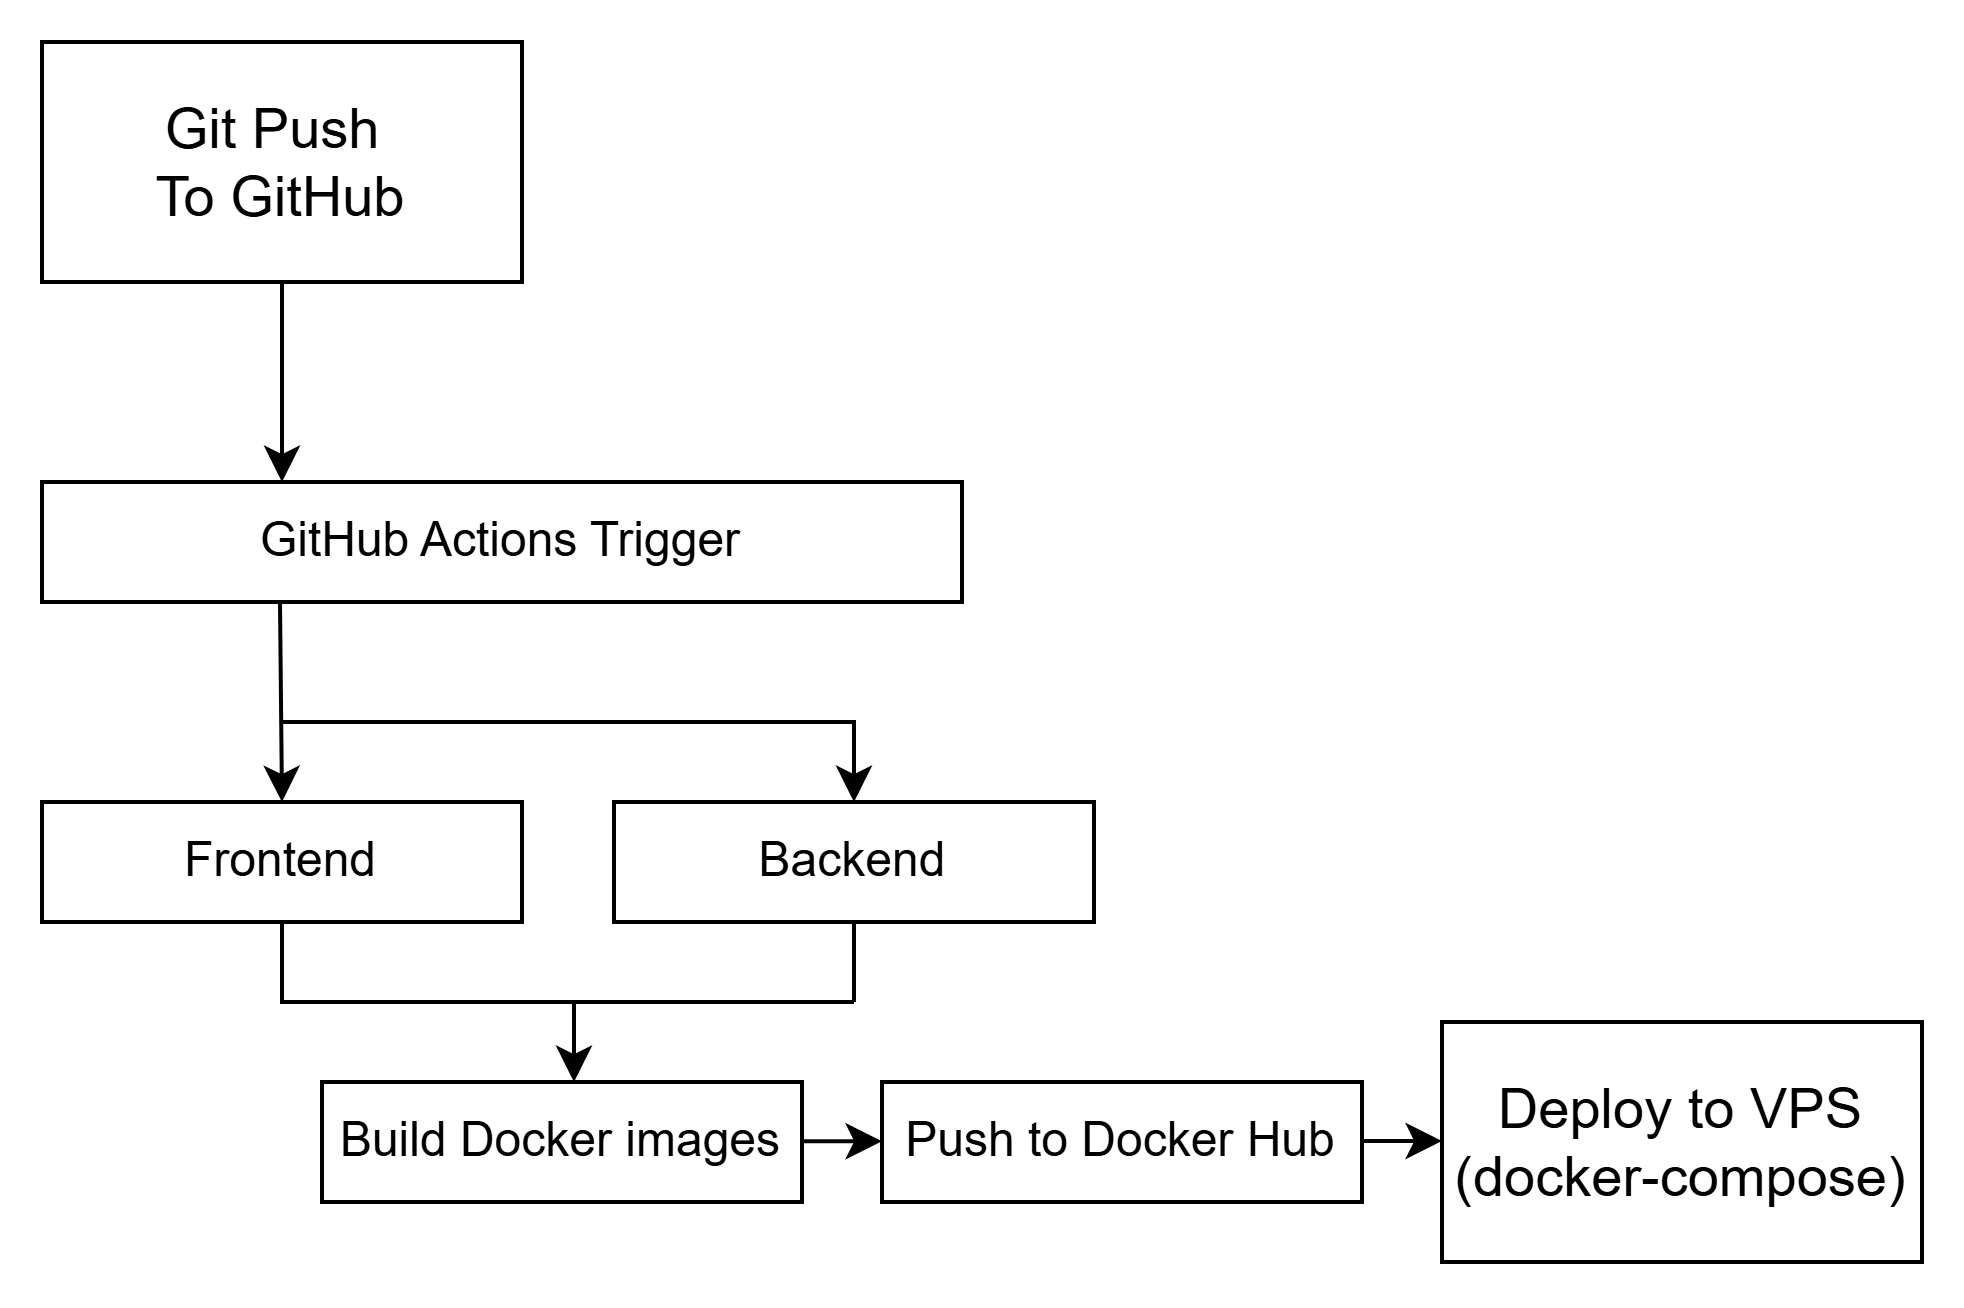 Git Push
To GitHub
GitHub Actions Trigger
Frontend
Backend
Build Docker images
Push to Docker Hub
Deploy to VPS
(docker-compose)